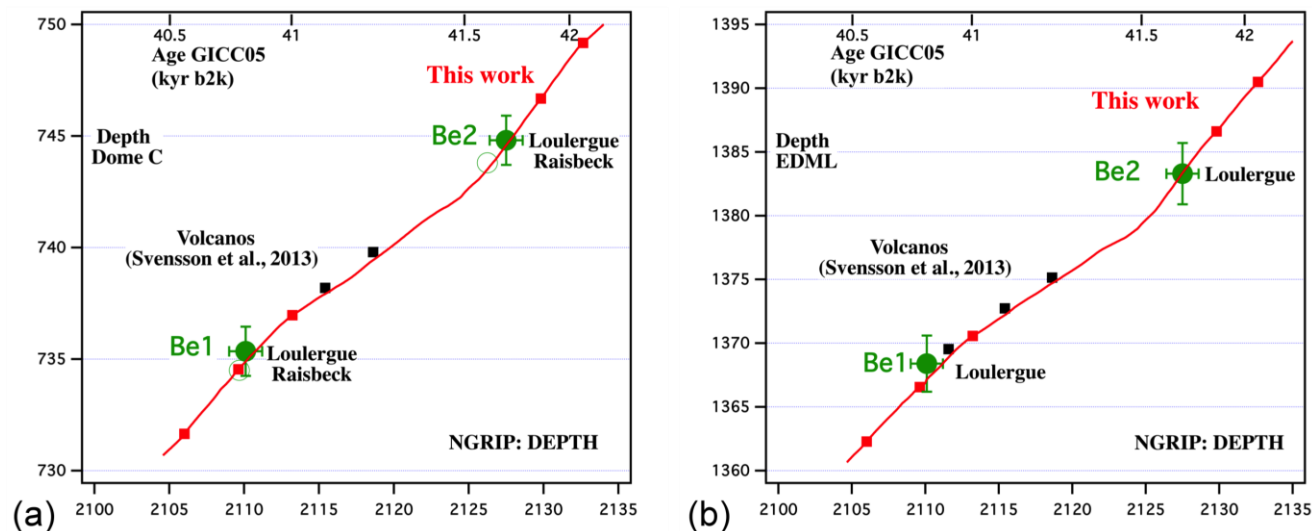 40.5 41 41.5 42
Age GICC05
(kyr b2k)
This work
750
745
740
735
730
Depth
Dome C
Be2
Loulergue
Raisbeck
Volcanos
(Svensson et al., 2013)
Be1
Loulergue
Raisbeck
NGRIP: DEPTH
2100 2105 2110 2115 2120 2125 2130 2135
(a)
40.5 41 41.5 42
Age GICC05
(kyr b2k)
This work
1395
1390
1385
1380
1375
1370
1365
1360
Depth
EDML
Be2
Loulergue
Volcanos
(Svensson et al., 2013)
Be1
Loulergue
NGRIP: DEPTH
2100 2105 2110 2115 2120 2125 2130 2135
(b)